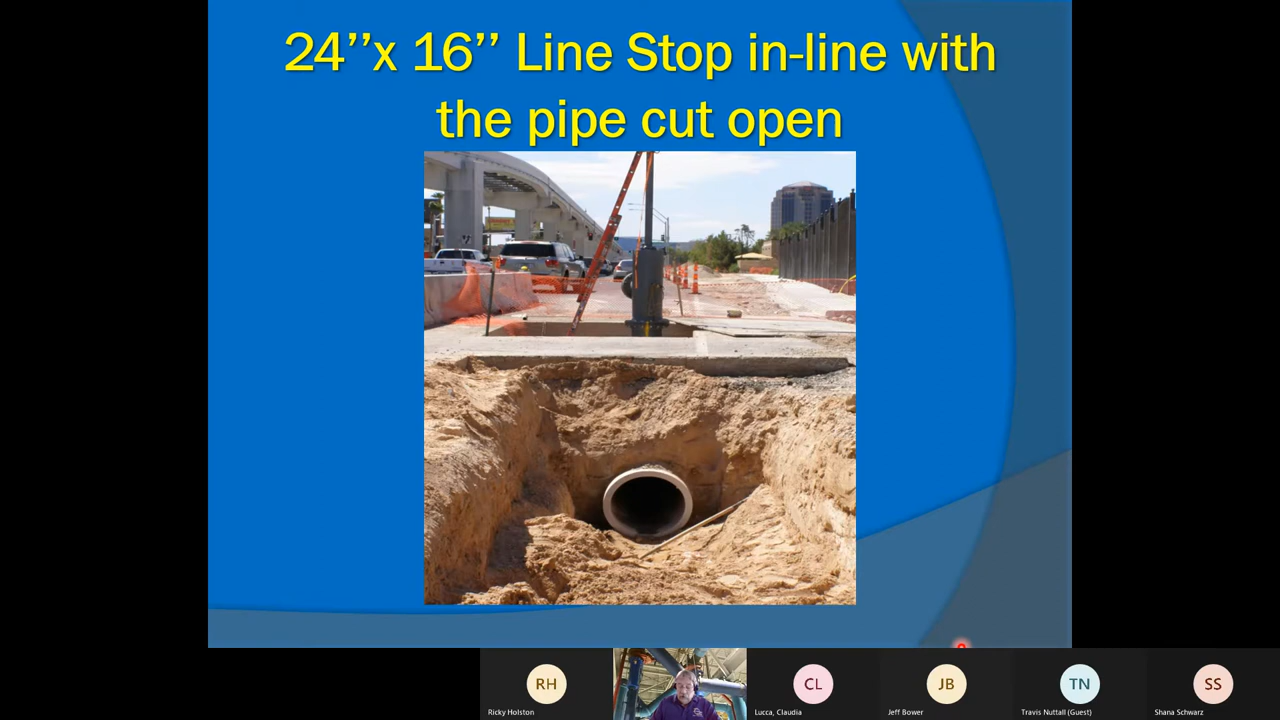 24’’x 16’’ Line Stop in-line with
the pipe cut open
RH
CL
JB
TN
SS
Ricky Holston
Lucca, Claudia
Jeff Bower
Travis Nuttall (Guest)
Shana Schwarz